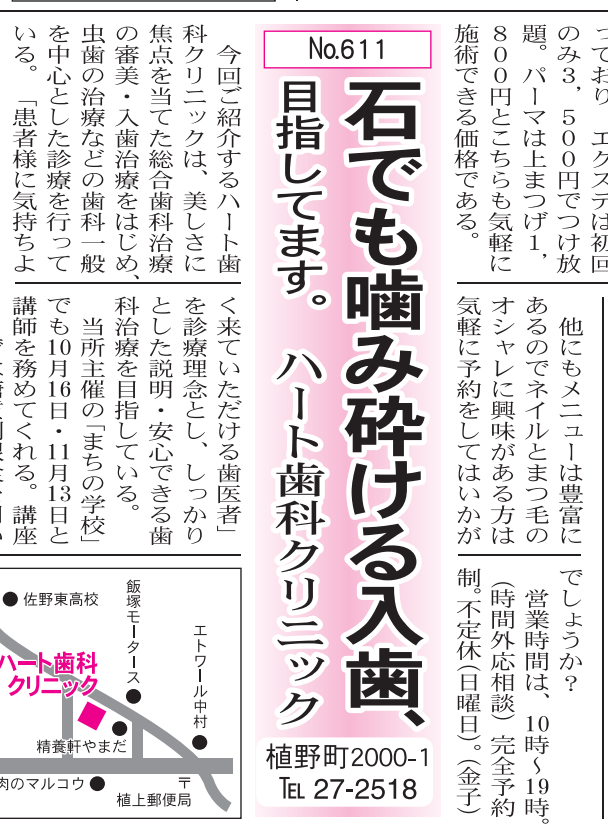 っており　エクステは初回
のみ3，500円でつけ放
題。パーマは上まつげ1，
800円とこちらも気軽に
施術できる価格である。
他にもメニューは豊富に
あるのでネイルとまつ毛の
オシャレに興味がある方は
気軽に予約をしてはいかが
でしょうか？
営業時間は、10時〜19時。
（時間外応相談）完全予約
制。不定休（日曜日）。（金子）
No.611
石でも噛み砕ける入歯、
目指してます。　ハート歯科クリニック
植野町2000-1
TEL 27-2518
今回ご紹介するハート歯
科クリニックは、美しさに
焦点を当てた総合歯科治療
の審美・入歯治療をはじめ、
虫歯の治療などの歯科一般
を中心とした診療を行って
いる。「患者様に気持ちよ
く来ていただける歯医者」
を診療理念とし、しっかり
とした説明・安心できる歯
科治療を目指している。
当所主催の「まちの学校」
でも10月16日・11月13日と
講師を務めてくれる。講座
佐野東高校
飯塚モータース
エトワール中村
ハート歯科
クリニック
精養軒やまだ
肉のマルコウ
〒
植上郵便局